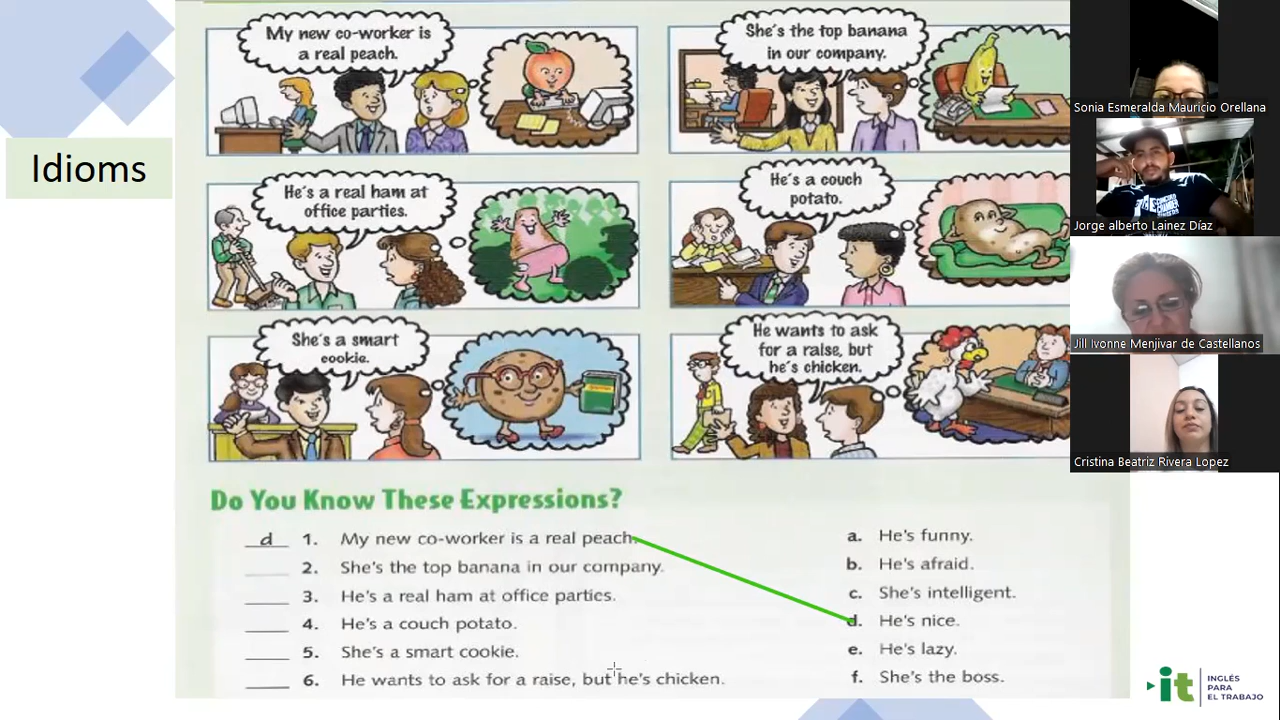 Idioms
My new co-worker is
a real peach.
She's the top banana
in our company.
He's a real ham at
office parties.
He's a couch
potato.
She's a smart
cookie.
He wants to ask
for a raise, but
he's chicken.
Do You Know These Expressions?
d 1. My new co-worker is a real peach.
2. She's the top banana in our company.
3. He's a real ham at office parties.
4. He's a couch potato.
5. She's a smart cookie.
6. He wants to ask for a raise, but he's chicken.
a. He's funny.
b. He's afraid.
c. She's intelligent.
d. He's nice.
e. He's lazy.
f. She's the boss.
Sonia Esmeralda Mauricio Orellana
Jorge alberto Lainez Díaz
Jill Ivonne Menjivar de Castellanos
Cristina Beatriz Rivera Lopez
it
INGLÉS
PARA
EL TRABAJO